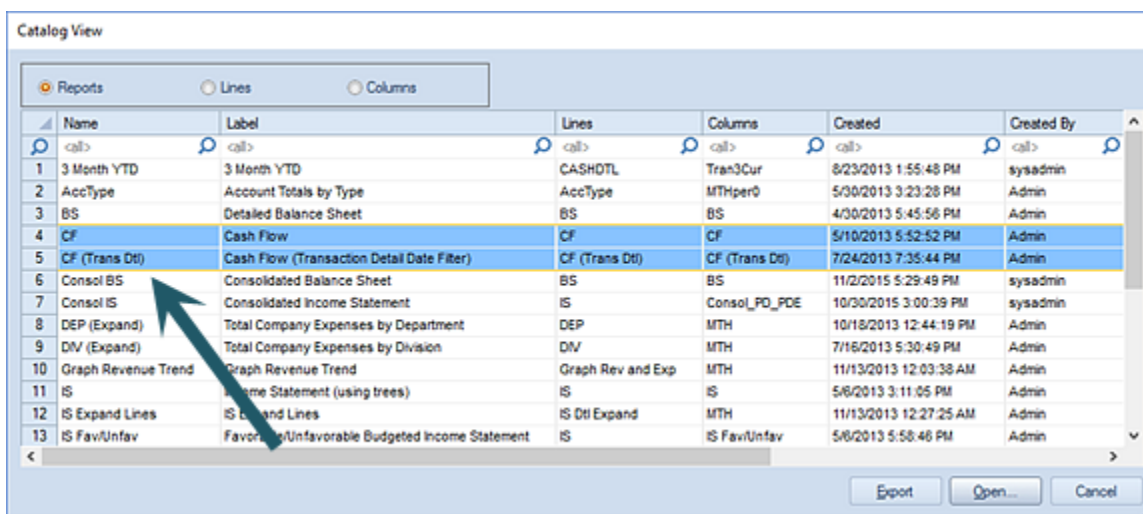 Catalog View
Reports Lines Columns
Name Label Lines Columns Created Created By
<all> <all> <all> <all> <all> <all>
1 3 Month YTD 3 Month YTD CASHDTL Tran3Cur 8/23/2013 1:55:48 PM sysadmin
2 AccType Account Totals by Type AccType MTHper0 5/30/2013 3:23:28 PM Admin
3 BS Detailed Balance Sheet BS BS 4/30/2013 5:45:56 PM Admin
4 CF Cash Flow CF CF 5/10/2013 5:52:52 PM Admin
5 CF (Trans Dtl) Cash Flow (Transaction Detail Date Filter) CF (Trans Dtl) CF (Trans Dtl) 7/24/2013 7:35:44 PM Admin
6 Consol BS Consolidated Balance Sheet BS BS 11/2/2015 5:29:49 PM sysadmin
7 Consol IS Consolidated Income Statement IS Consol_PD_PDE 10/30/2015 3:00:39 PM sysadmin
8 DEP (Expand) Total Company Expenses by Department DEP MTH 10/18/2013 12:44:19 PM Admin
9 DIV (Expand) Total Company Expenses by Division DIV MTH 7/16/2013 5:30:49 PM Admin
10 Graph Revenue Trend Graph Revenue Trend Graph Rev and Exp MTH 11/13/2013 12:03:38 AM Admin
11 IS Statement (using trees) IS IS 5/6/2013 3:11:05 PM Admin
12 IS Expand Lines IS Expand Lines IS Dtl Expand MTH 11/13/2013 12:27:25 AM Admin
13 IS Fav/Unfav Favorable/Unfavorable Budgeted Income Statement IS IS Fav/Unfav 5/6/2013 5:58:46 PM Admin
Export Open... Cancel